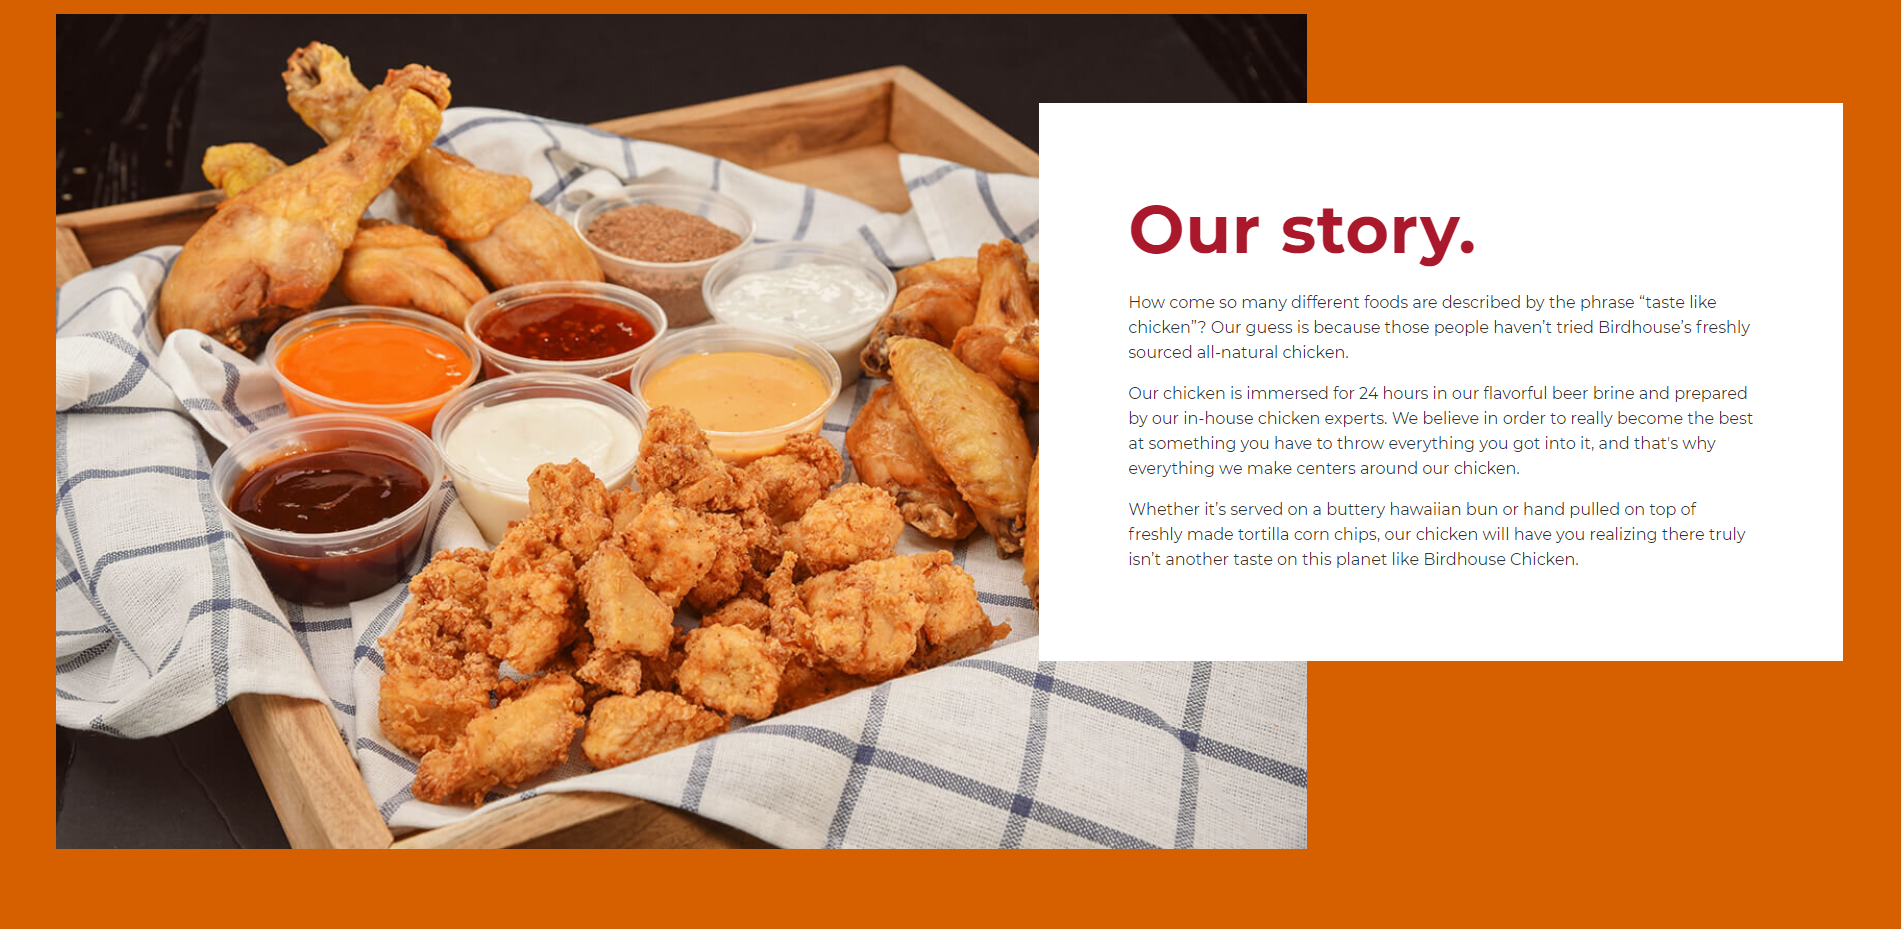 Our story.
How come so many different foods are described by the phrase “taste like
chicken”? Our guess is because those people haven’t tried Birdhouse’s freshly
sourced all-natural chicken.
Our chicken is immersed for 24 hours in our flavorful beer brine and prepared
by our in-house chicken experts. We believe in order to really become the best
at something you have to throw everything you got into it, and that's why
everything we make centers around our chicken.
Whether it’s served on a buttery hawaiian bun or hand pulled on top of
freshly made tortilla corn chips, our chicken will have you realizing there truly
isn’t another taste on this planet like Birdhouse Chicken.